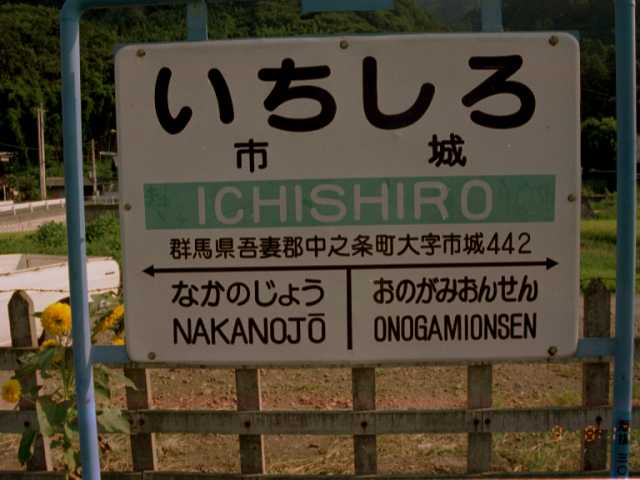 いちしろ
市 城
ICHISHIRO
群馬県吾妻郡中之条町大字市城442
なかのじょう おのがみおんせん
NAKANOJŌ ONOGAMIONSEN